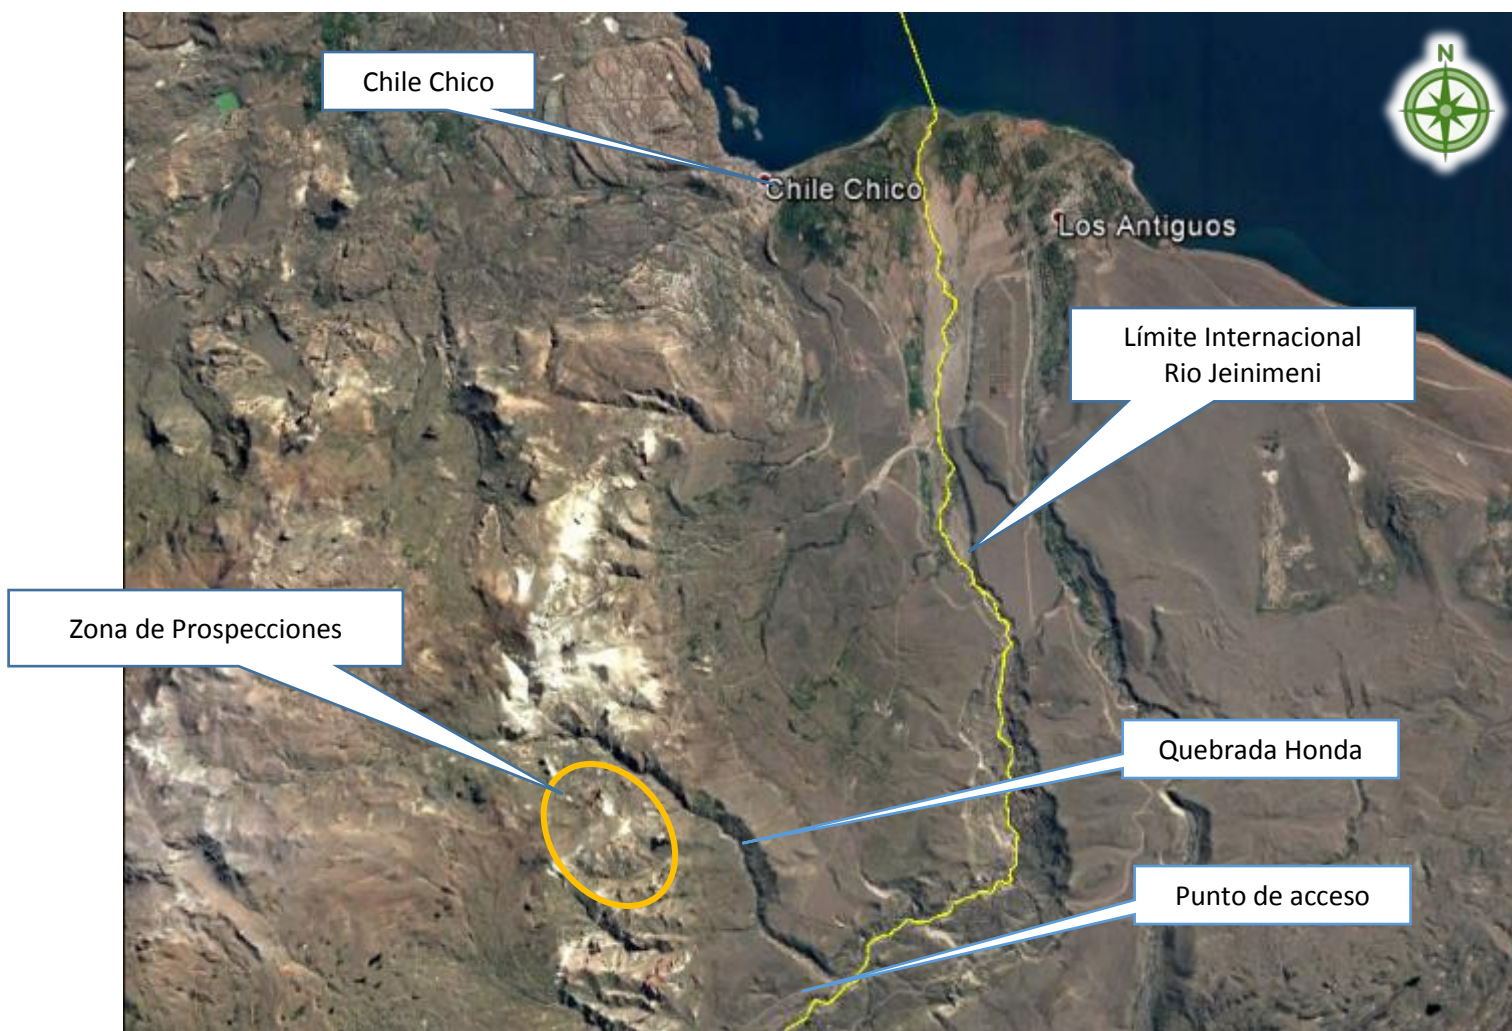 N
Chile Chico
Chile Chico
Los Antiguos
Límite Internacional
Rio Jeinimeni
Zona de Prospecciones
Quebrada Honda
Punto de acceso